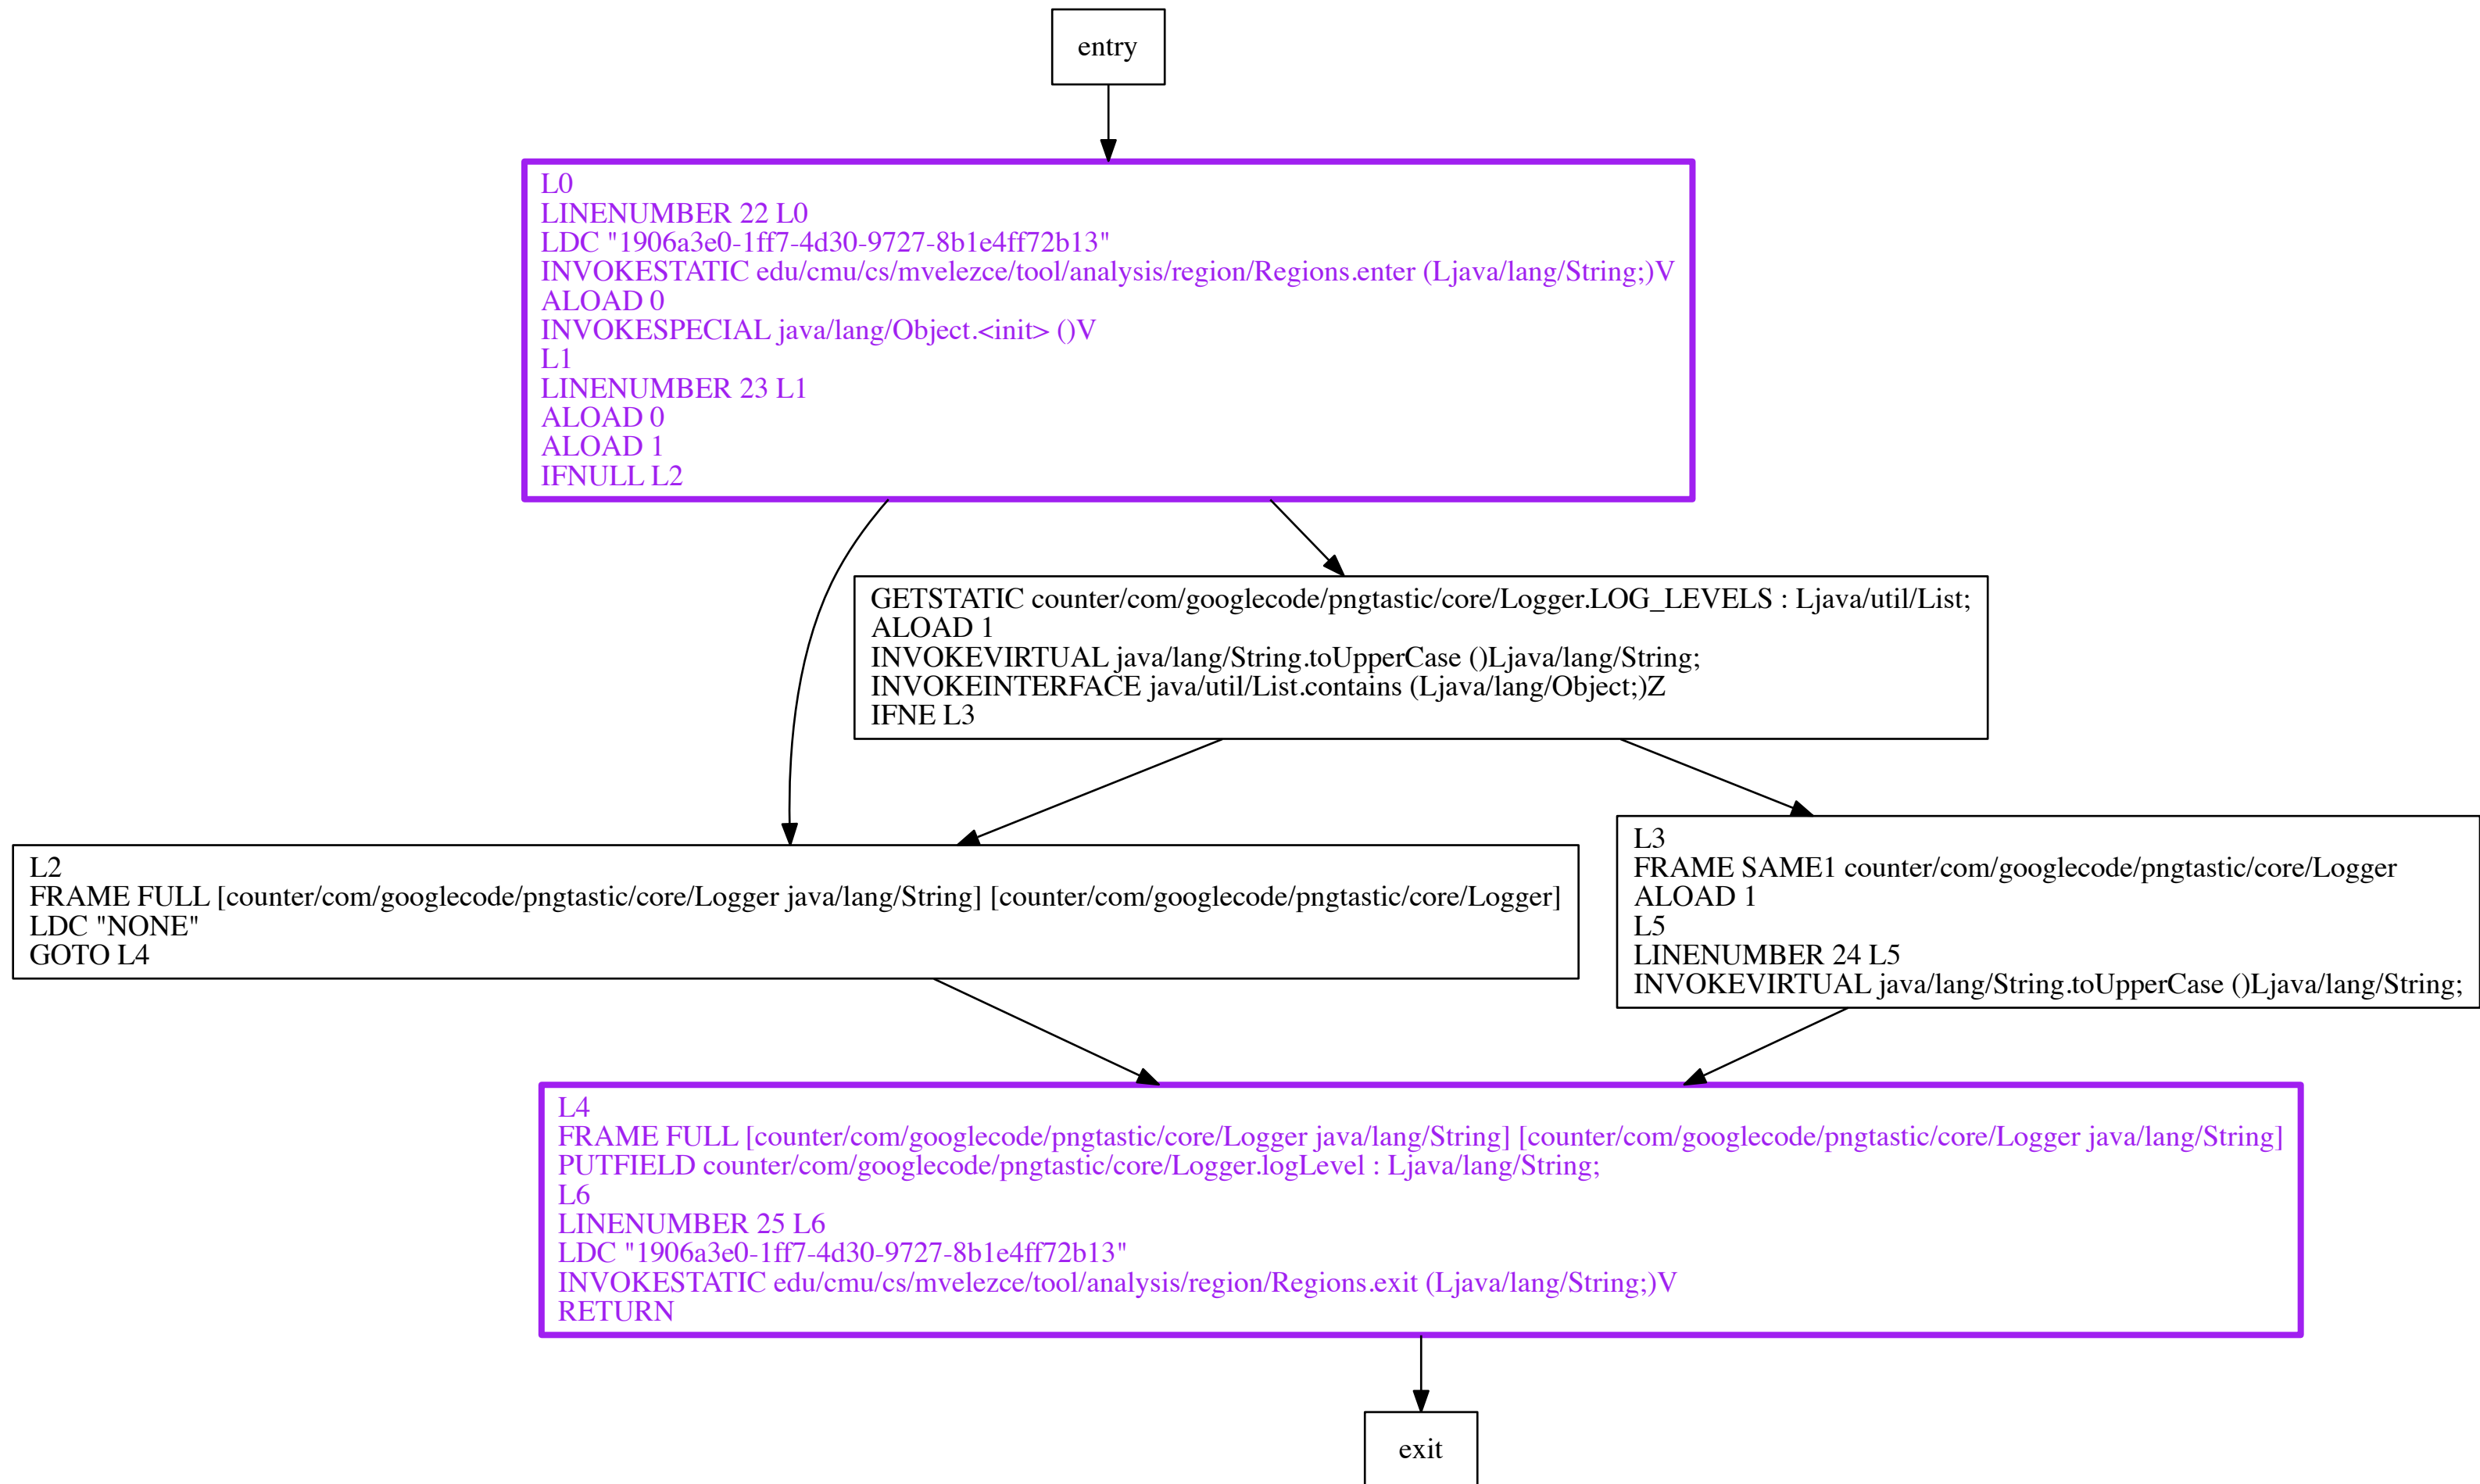 entry
L0
LINENUMBER 22 L0
LDC "1906a3e0-1ff7-4d30-9727-8b1e4ff72b13"
INVOKESTATIC edu/cmu/cs/mvelezce/tool/analysis/region/Regions.enter (Ljava/lang/String;)V
ALOAD 0
INVOKESPECIAL java/lang/Object.<init> ()V
L1
LINENUMBER 23 L1
ALOAD 0
ALOAD 1
IFNULL L2
GETSTATIC counter/com/googlecode/pngtastic/core/Logger.LOG_LEVELS : Ljava/util/List;
ALOAD 1
INVOKEVIRTUAL java/lang/String.toUpperCase ()Ljava/lang/String;
INVOKEINTERFACE java/util/List.contains (Ljava/lang/Object;)Z
IFNE L3
L2
FRAME FULL [counter/com/googlecode/pngtastic/core/Logger java/lang/String] [counter/com/googlecode/pngtastic/core/Logger]
LDC "NONE"
GOTO L4
L3
FRAME SAME1 counter/com/googlecode/pngtastic/core/Logger
ALOAD 1
L5
LINENUMBER 24 L5
INVOKEVIRTUAL java/lang/String.toUpperCase ()Ljava/lang/String;
L4
FRAME FULL [counter/com/googlecode/pngtastic/core/Logger java/lang/String] [counter/com/googlecode/pngtastic/core/Logger java/lang/String]
PUTFIELD counter/com/googlecode/pngtastic/core/Logger.logLevel : Ljava/lang/String;
L6
LINENUMBER 25 L6
LDC "1906a3e0-1ff7-4d30-9727-8b1e4ff72b13"
INVOKESTATIC edu/cmu/cs/mvelezce/tool/analysis/region/Regions.exit (Ljava/lang/String;)V
RETURN
exit